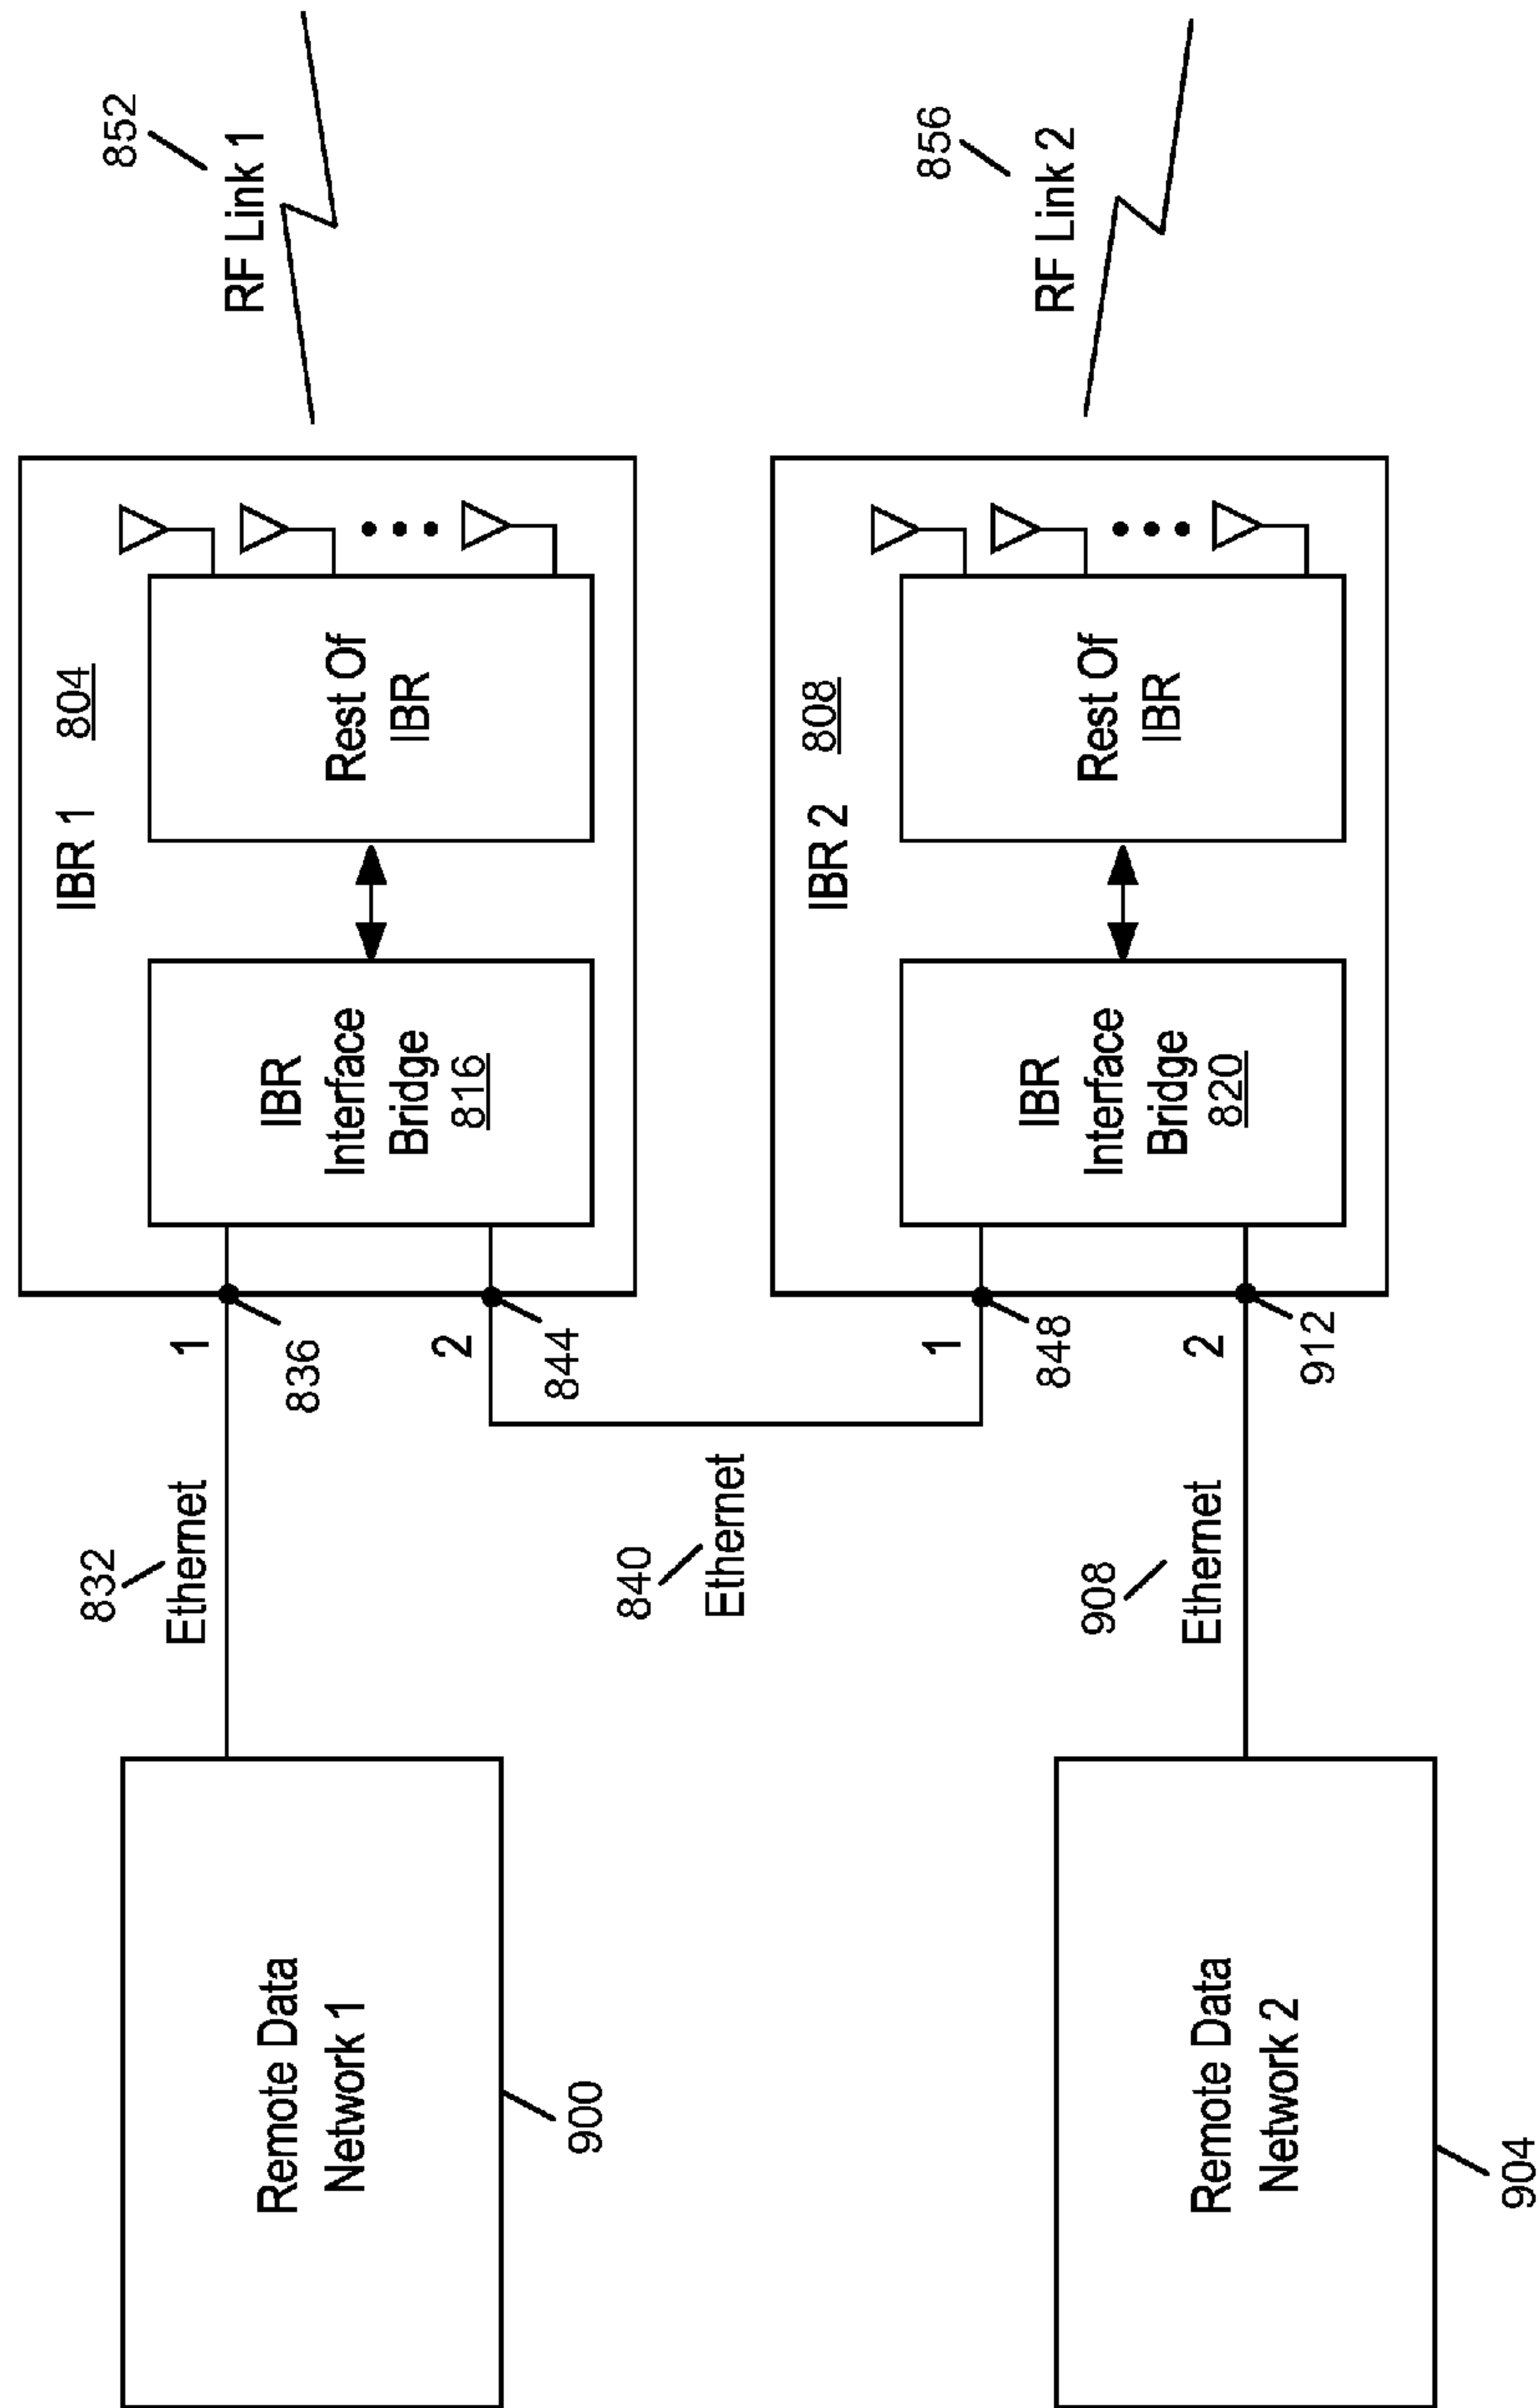 852
RF Link 1
856
RF Link 2
IBR 1 804
Rest Of
IBR
IBR
Interface
Bridge
816
IBR 2 808
Rest Of
IBR
IBR
Interface
Bridge
820
1
836
2
844
1
848
2
912
832
Ethernet
840
Ethernet
908
Ethernet
Remote Data
Network 1
900
Remote Data
Network 2
904